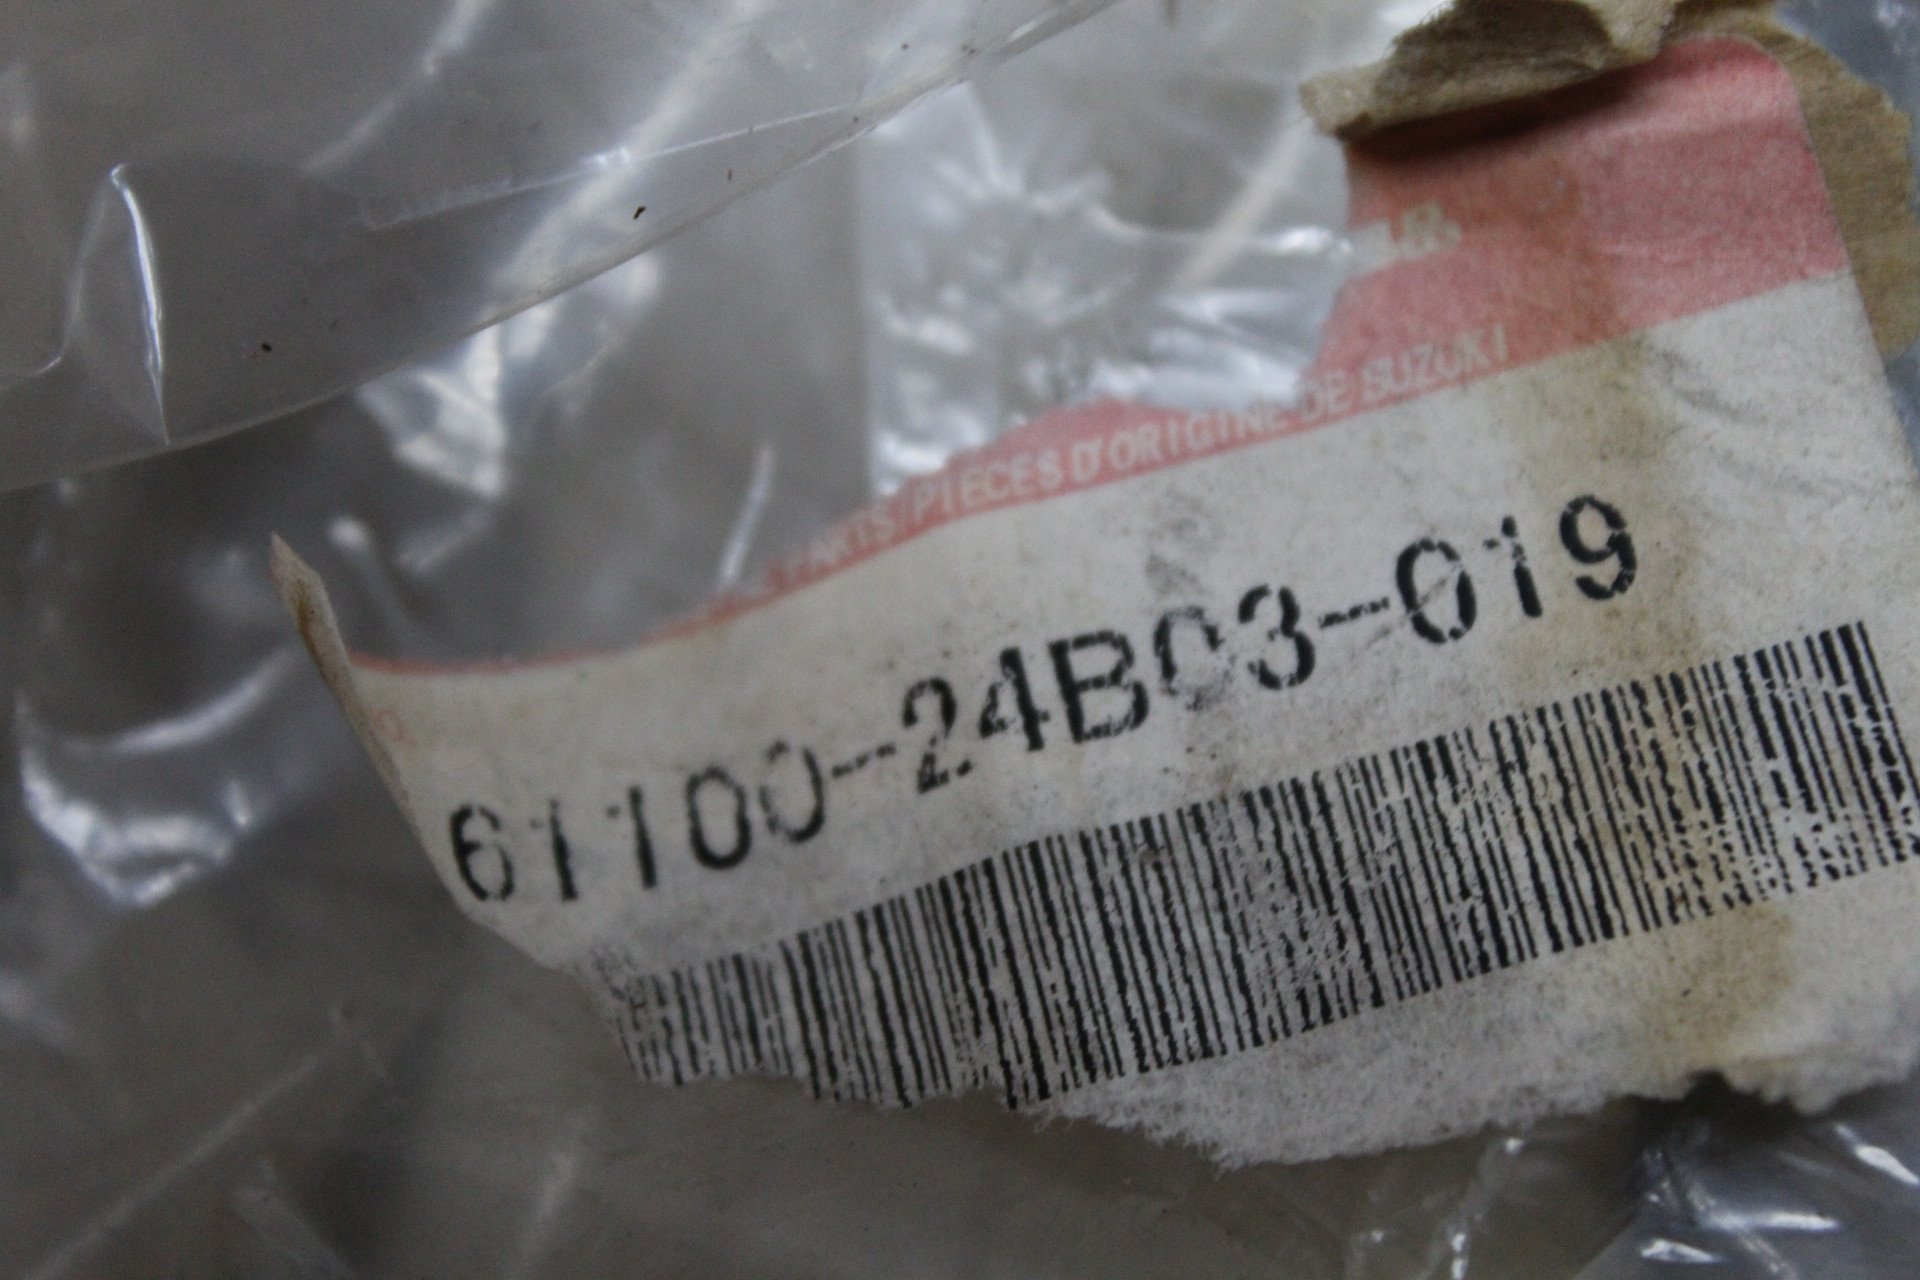 PARTS/PIECES D'ORIGINE DE SUZUKI
61100-24B03-019